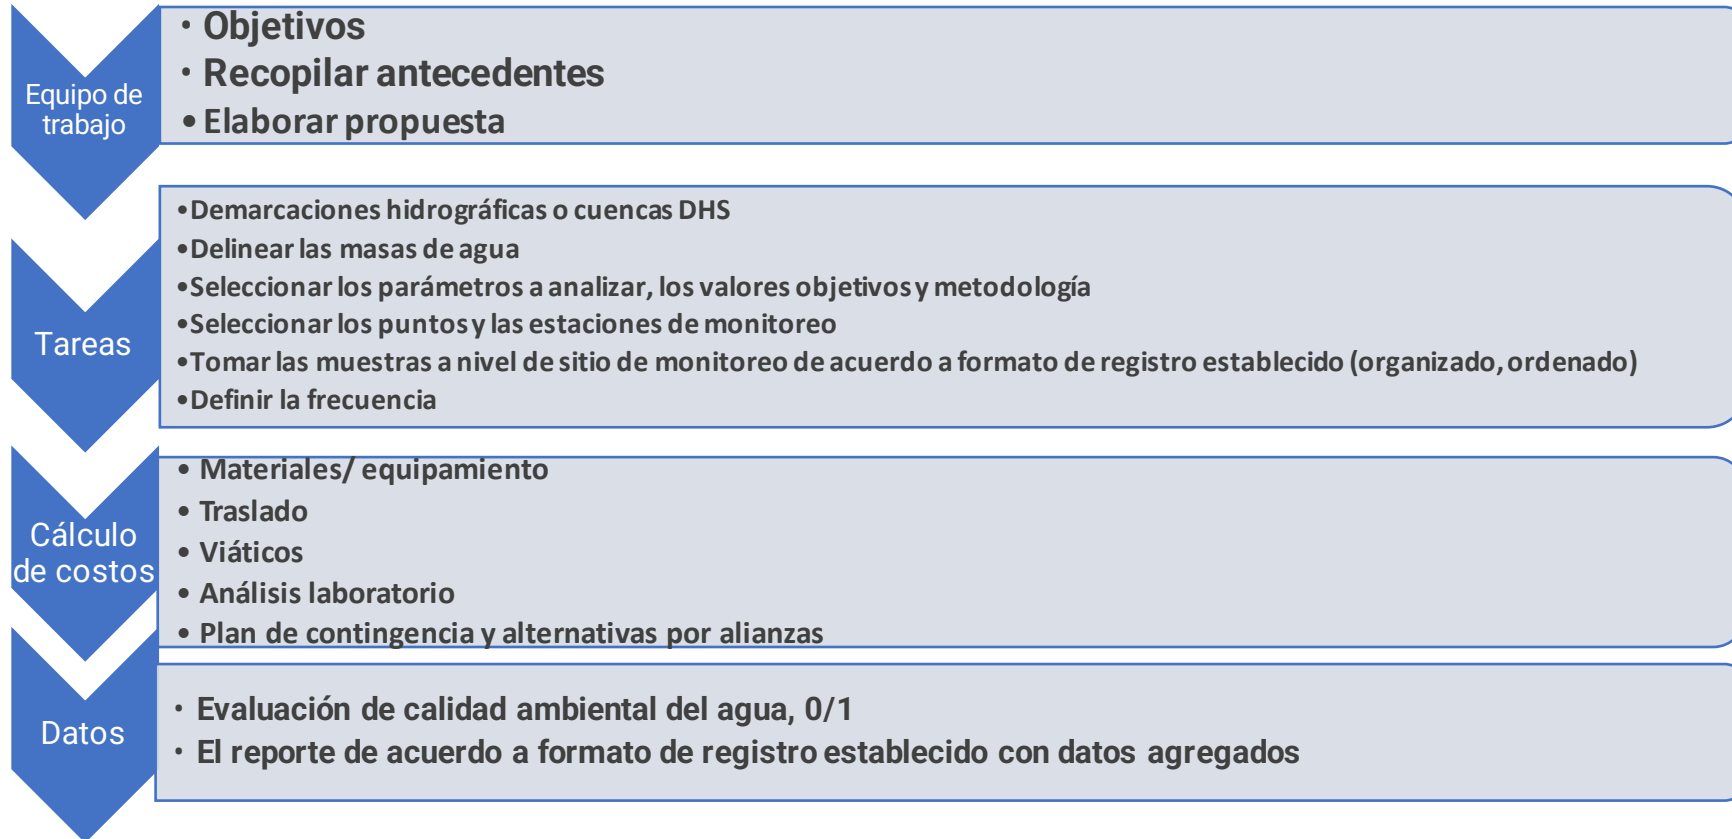 Equipo de
trabajo
· Objetivos
· Recopilar antecedentes
• Elaborar propuesta
Tareas
•Demarcaciones hidrográficas o cuencas DHS
•Delinear las masas de agua
•Seleccionar los parámetros a analizar, los valores objetivos y metodología
•Seleccionar los puntos y las estaciones de monitoreo
•Tomar las muestras a nivel de sitio de monitoreo de acuerdo a formato de registro establecido (organizado, ordenado)
•Definir la frecuencia
Cálculo
de costos
• Materiales/ equipamiento
• Traslado
• Viáticos
• Análisis laboratorio
• Plan de contingencia y alternativas por alianzas
Datos
· Evaluación de calidad ambiental del agua, 0/1
· El reporte de acuerdo a formato de registro establecido con datos agregados